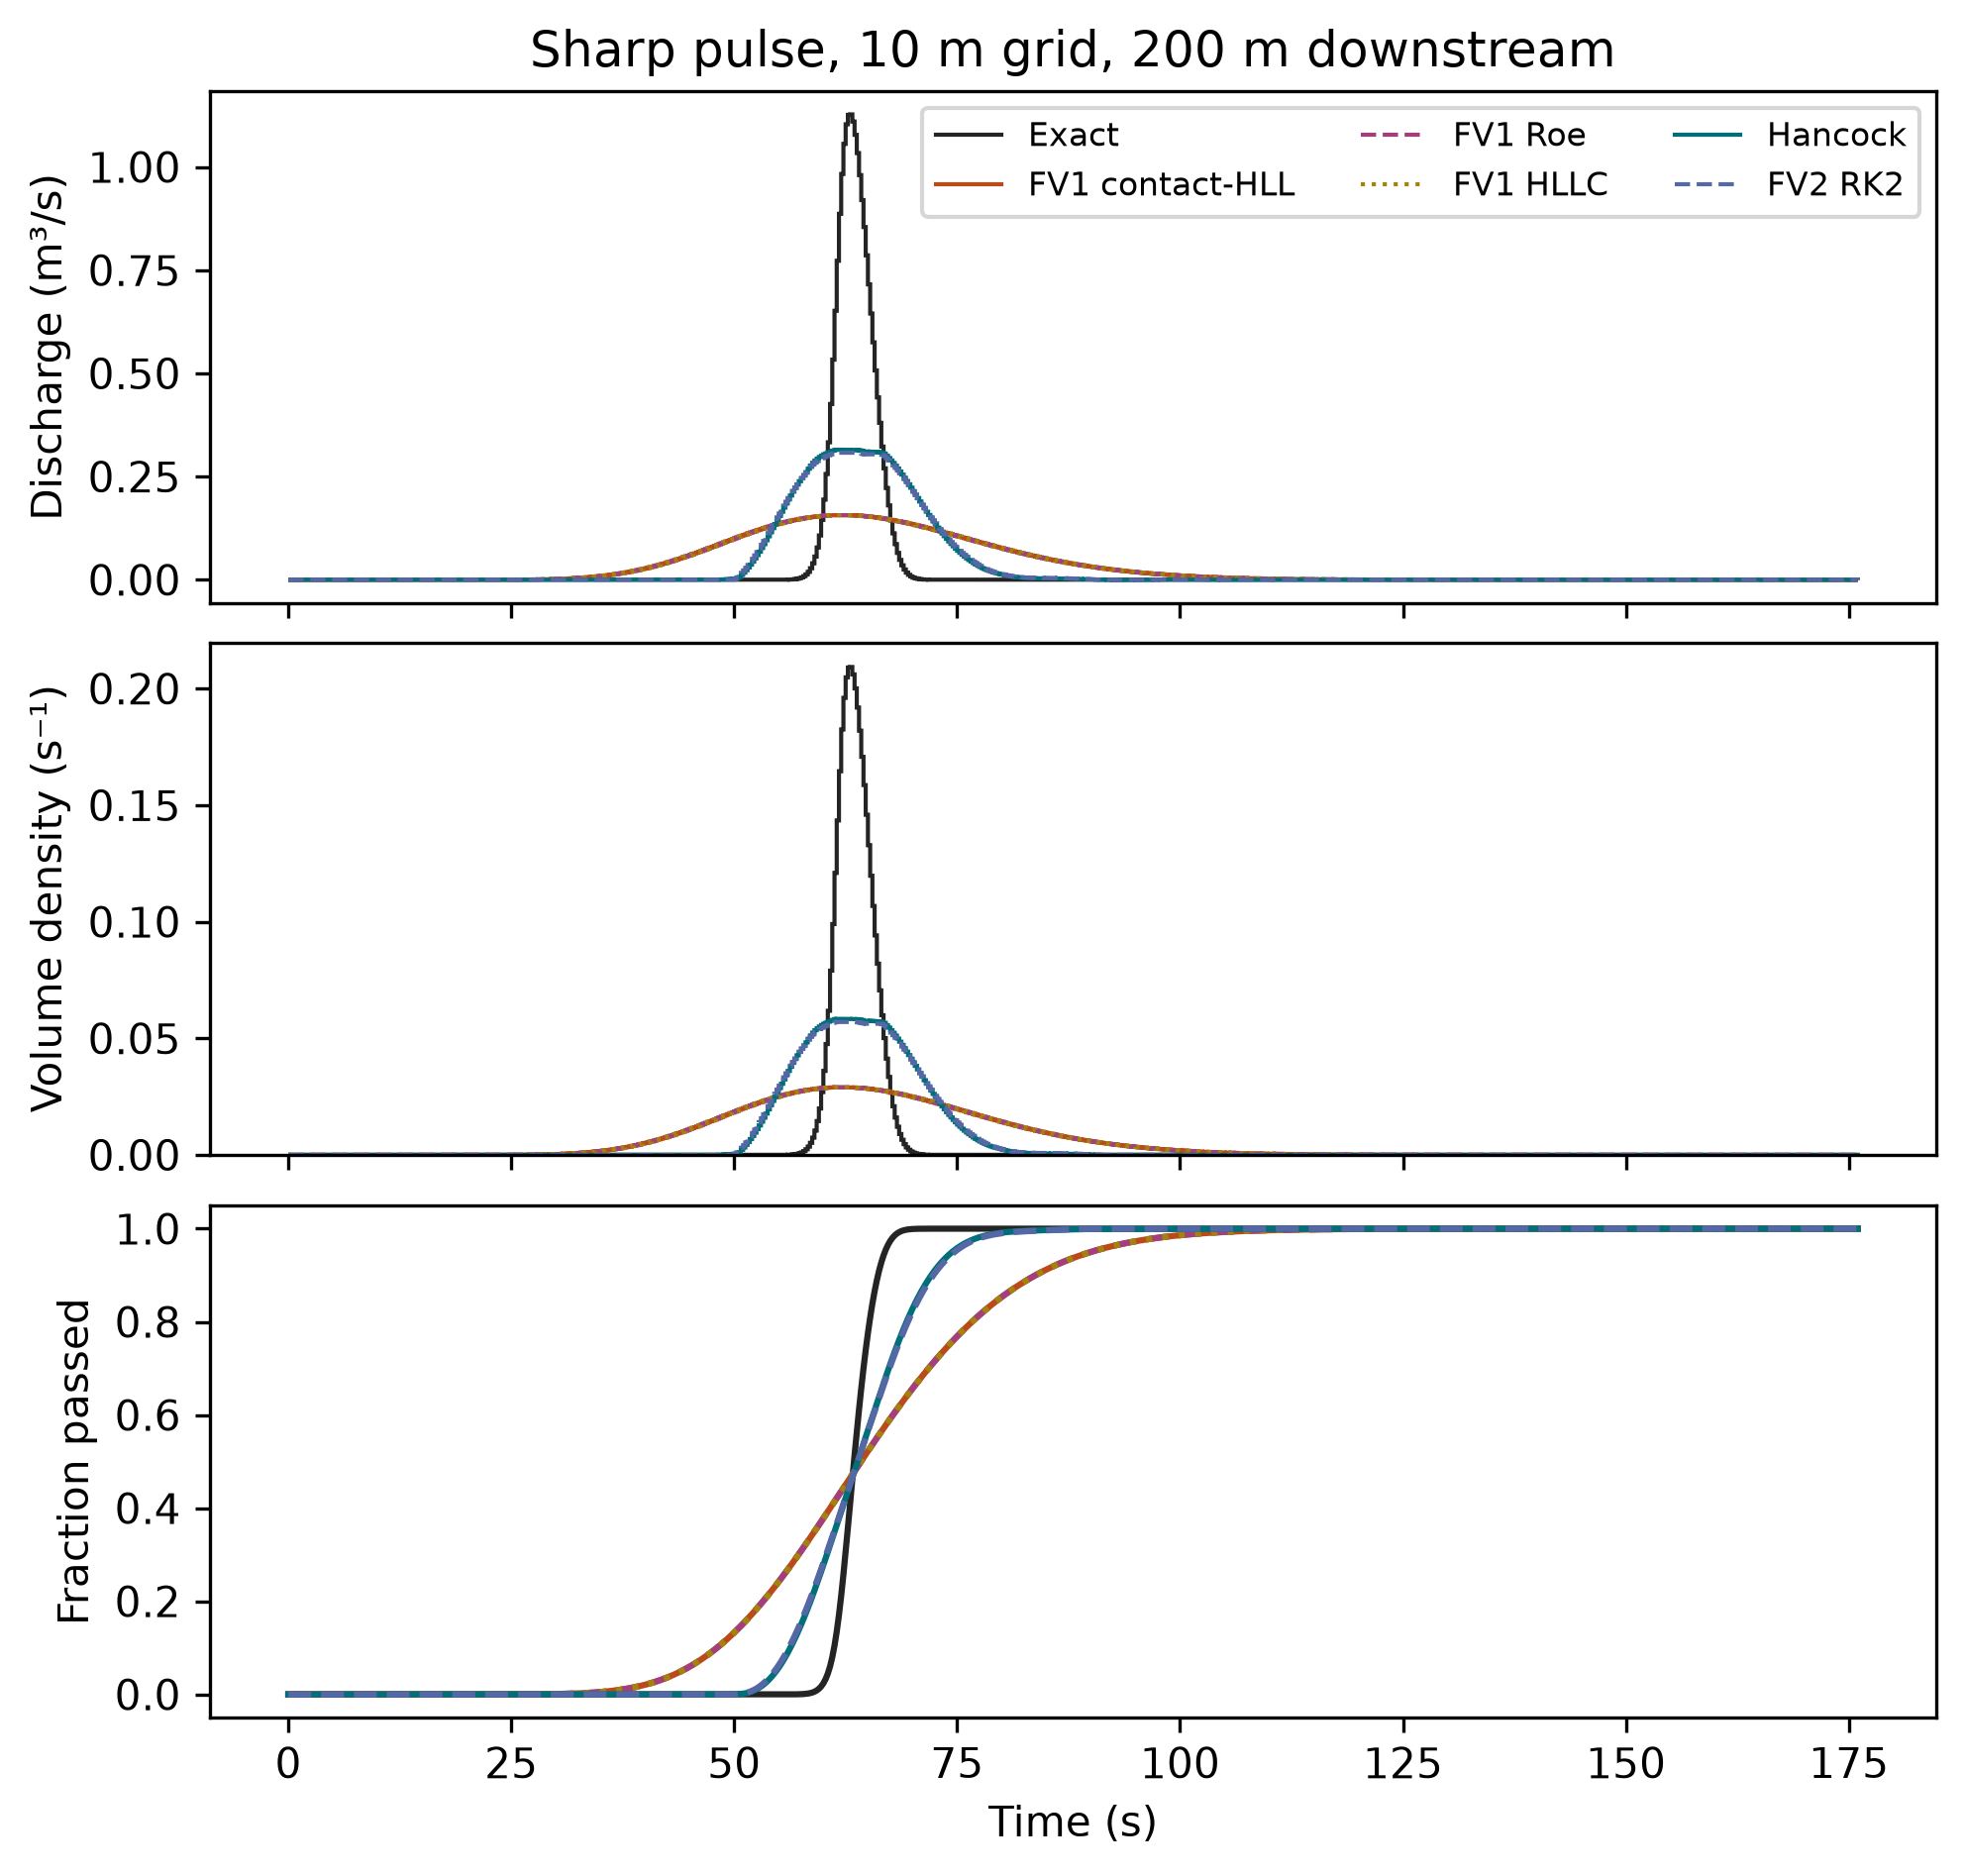 Sharp pulse, 10 m grid, 200 m downstream
Exact
FV1 contact-HLL
FV1 Roe
FV1 HLLC
Hancock
FV2 RK2
Discharge (m³/s)
1.00
0.75
0.50
0.25
0.00
Volume density (s⁻¹)
0.20
0.15
0.10
0.05
0.00
Fraction passed
1.0
0.8
0.6
0.4
0.2
0.0
0 25 50 75 100 125 150 175
Time (s)